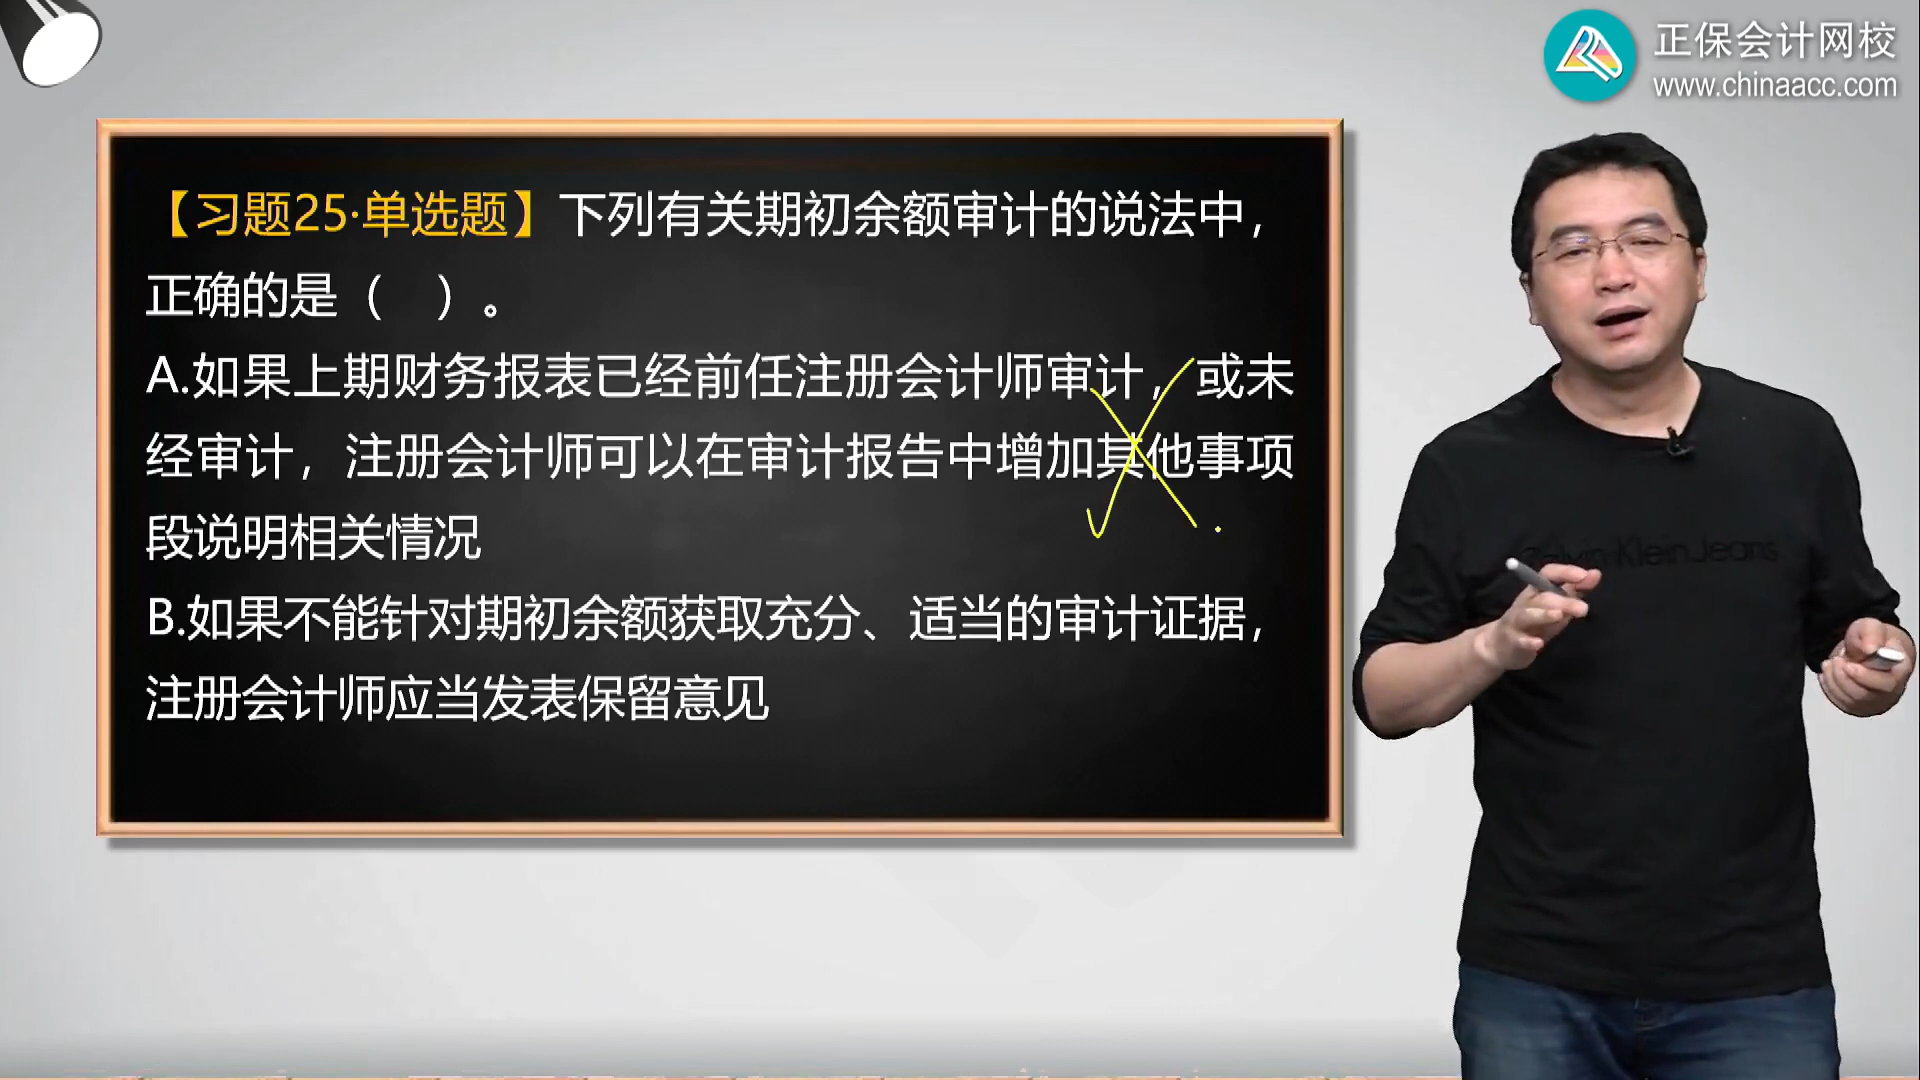 正保会计网校
www.chinaacc.com
【习题25·单选题】下列有关期初余额审计的说法中，
正确的是（ ）。
A.如果上期财务报表已经前任注册会计师审计，或未
经审计，注册会计师可以在审计报告中增加其他事项
段说明相关情况
B.如果不能针对期初余额获取充分、适当的审计证据，
注册会计师应当发表保留意见
Calvin Klein Jeans